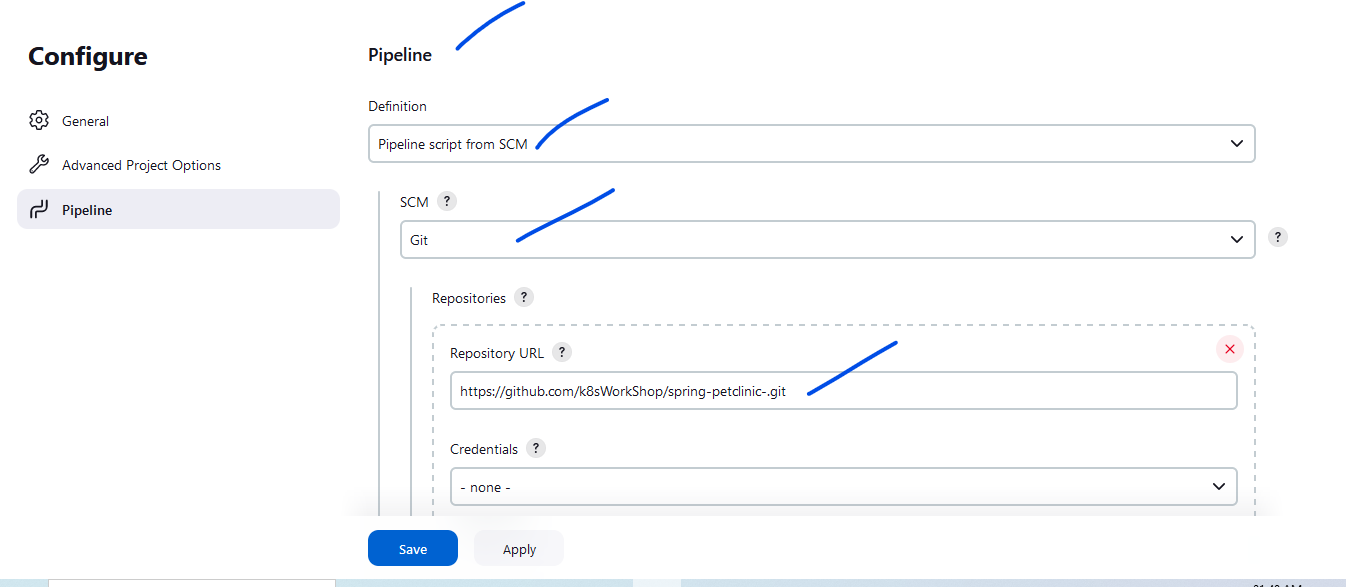 Configure
General
Advanced Project Options
Pipeline
Pipeline
Definition
Pipeline script from SCM
SCM ?
Git
?
Repositories ?
Repository URL ?
https://github.com/k8sWorkShop/spring-petclinic-.git
Credentials ?
- none -
Save Apply